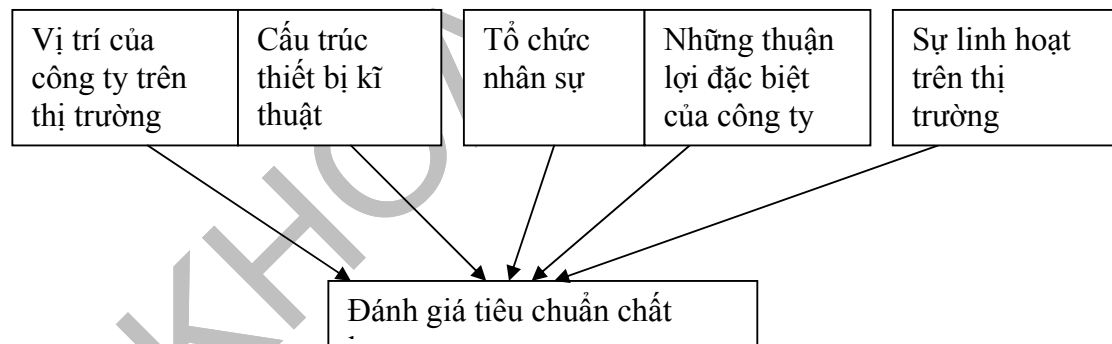 Vị trí của
công ty trên
thị trường
Cấu trúc
thiết bị kĩ
thuật
Tổ chức
nhân sự
Những thuận
lợi đặc biệt
của công ty
Sự linh hoạt
trên thị
trường
KHOA
Đánh giá tiêu chuẩn chất